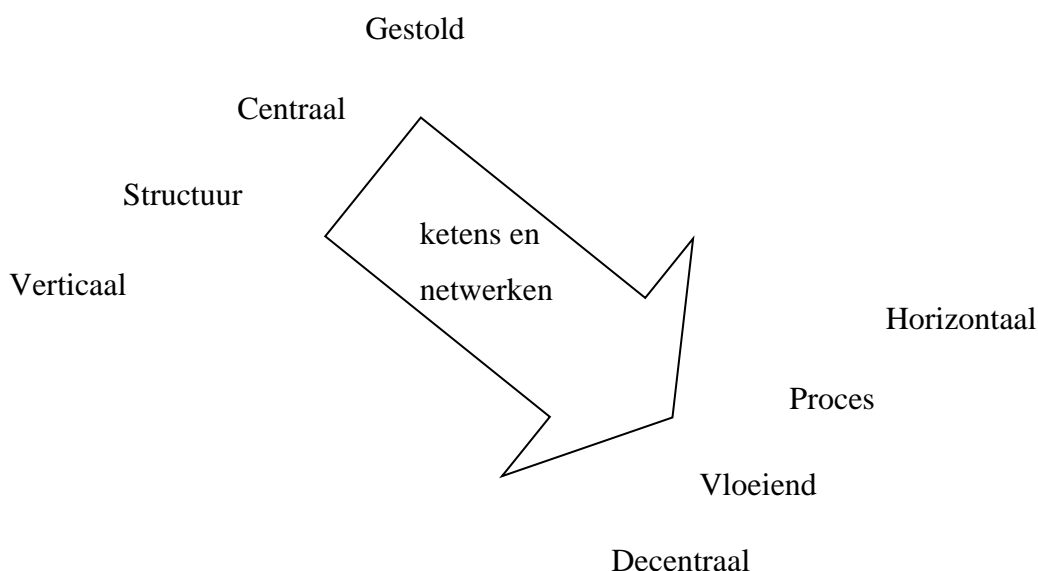 Gestold
Centraal
Structuur
ketens en
Verticaal
netwerken
Horizontaal
Proces
Vloeiend
Decentraal